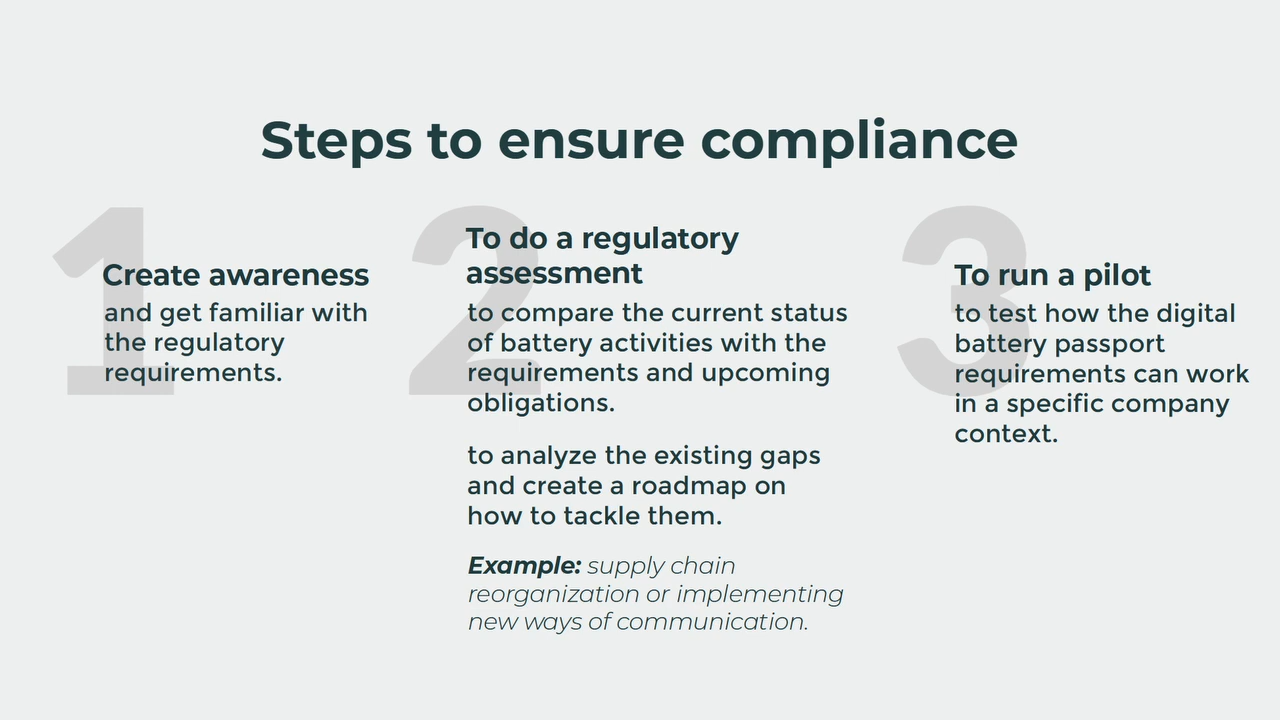 Steps to ensure compliance
1
Create awareness
and get familiar with
the regulatory
requirements.
2
To do a regulatory
assessment
to compare the current status
of battery activities with the
requirements and upcoming
obligations.
to analyze the existing gaps
and create a roadmap on
how to tackle them.
Example: supply chain
reorganization or implementing
new ways of communication.
3
To run a pilot
to test how the digital
battery passport
requirements can work
in a specific company
context.